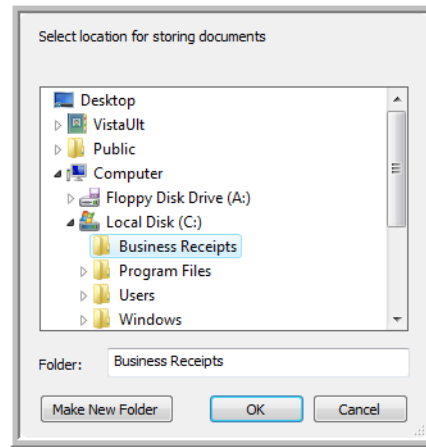 Select location for storing documents
Desktop
VistaUlt
Public
Computer
Floppy Disk Drive (A:)
Local Disk (C:)
Business Receipts
Program Files
Users
Windows
Folder: Business Receipts
Make New Folder OK Cancel